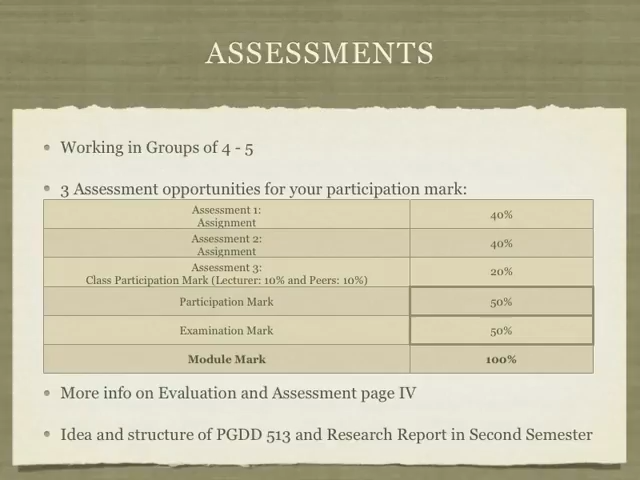 ASSESSMENTS
• Working in Groups of 4 - 5
• 3 Assessment opportunities for your participation mark:
Assessment 1:
Assignment
40%
Assessment 2:
Assignment
40%
Assessment 3:
Class Participation Mark (Lecturer: 10% and Peers: 10%)
20%
Participation Mark
50%
Examination Mark
50%
Module Mark
100%
• More info on Evaluation and Assessment page IV
• Idea and structure of PGDD 513 and Research Report in Second Semester